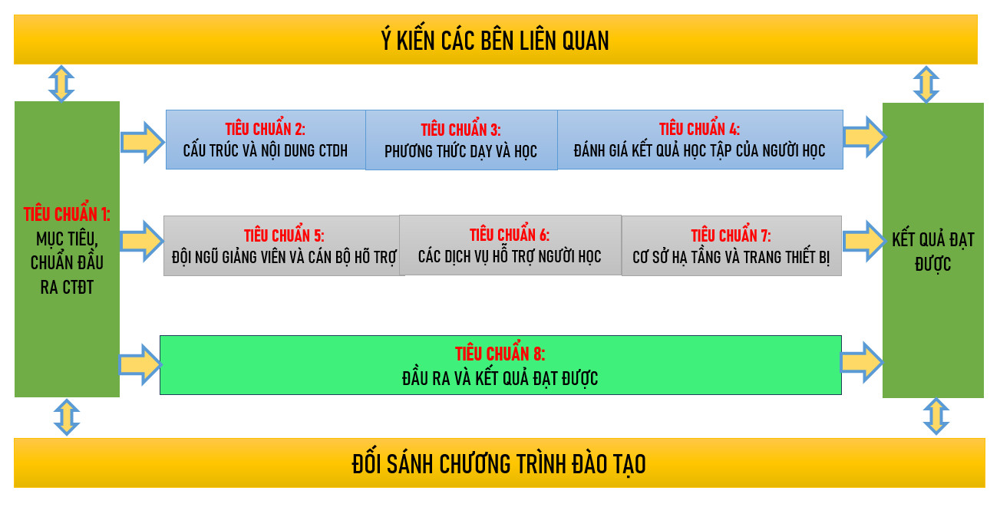 Ý KIẾN CÁC BÊN LIÊN QUAN
TIÊU CHUẨN 1:
MỤC TIÊU,
CHUẨN ĐẦU
RA CTĐT
TIÊU CHUẨN 2:
CẤU TRÚC VÀ NỘI DUNG CTDH
TIÊU CHUẨN 3:
PHƯƠNG THỨC DẠY VÀ HỌC
TIÊU CHUẨN 4:
ĐÁNH GIÁ KẾT QUẢ HỌC TẬP CỦA NGƯỜI HỌC
TIÊU CHUẨN 5:
ĐỘI NGŨ GIẢNG VIÊN VÀ CÁN BỘ HỖ TRỢ
TIÊU CHUẨN 6:
CÁC DỊCH VỤ HỖ TRỢ NGƯỜI HỌC
TIÊU CHUẨN 7:
CƠ SỞ HẠ TẦNG VÀ TRANG THIẾT BỊ
TIÊU CHUẨN 8:
ĐẦU RA VÀ KẾT QUẢ ĐẠT ĐƯỢC
KẾT QUẢ ĐẠT
ĐƯỢC
ĐỐI SÁNH CHƯƠNG TRÌNH ĐÀO TẠO